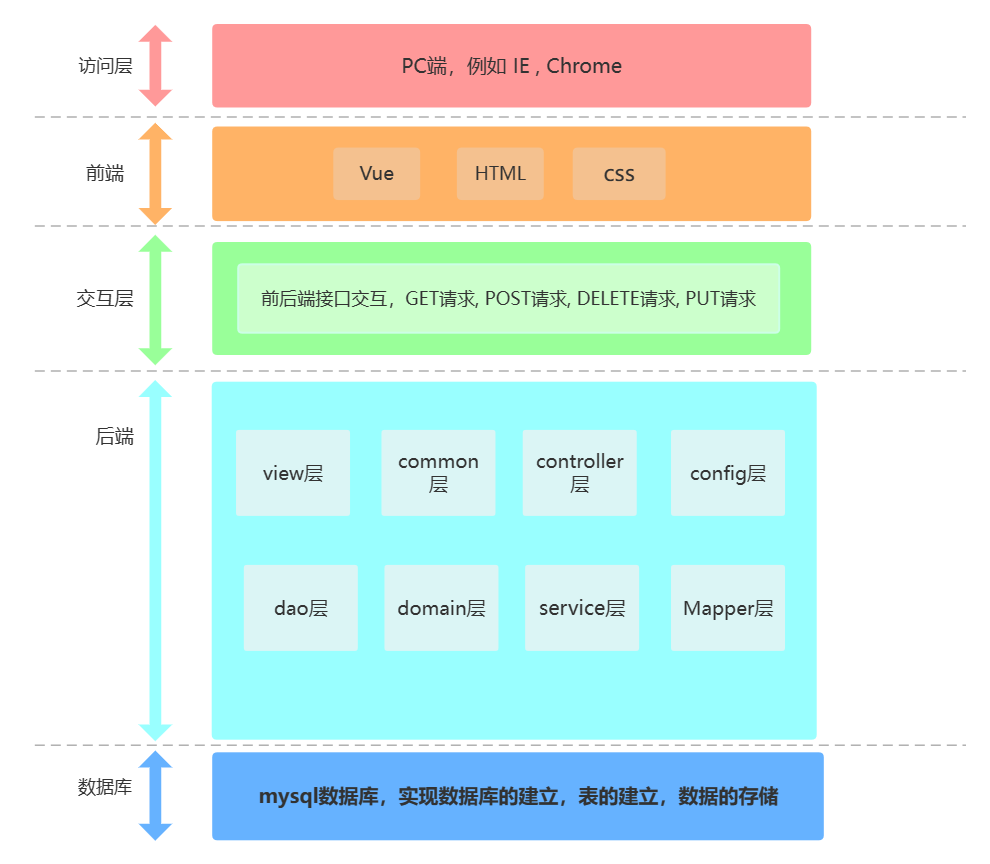 访问层
PC端，例如 IE , Chrome
前端
Vue
HTML
css
交互层
前后端接口交互，GET请求, POST请求, DELETE请求, PUT请求
后端
view层
common
层
controller
层
config层
dao层
domain层
service层
Mapper层
数据库
mysql数据库，实现数据库的建立，表的建立，数据的存储